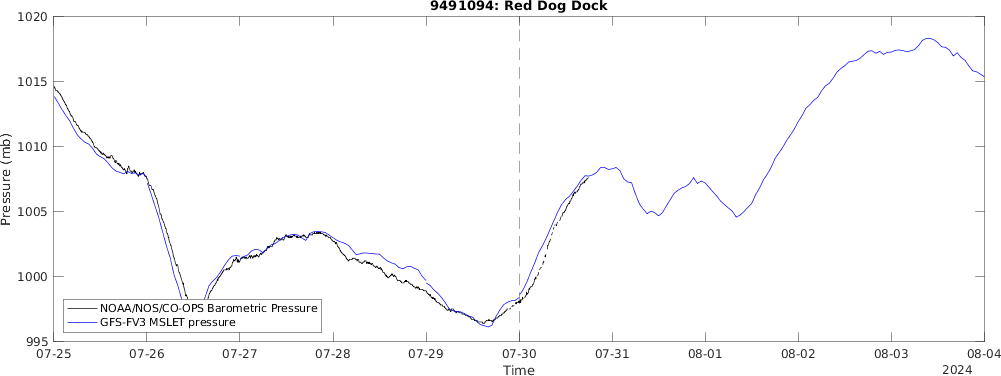 9491094: Red Dog Dock
Pressure (mb)
1020
1015
1010
1005
1000
995
NOAA/NOS/CO-OPS Barometric Pressure
GFS-FV3 MSLET pressure
07-25 07-26 07-27 07-28 07-29 07-30 07-31 08-01 08-02 08-03 08-04
Time
2024